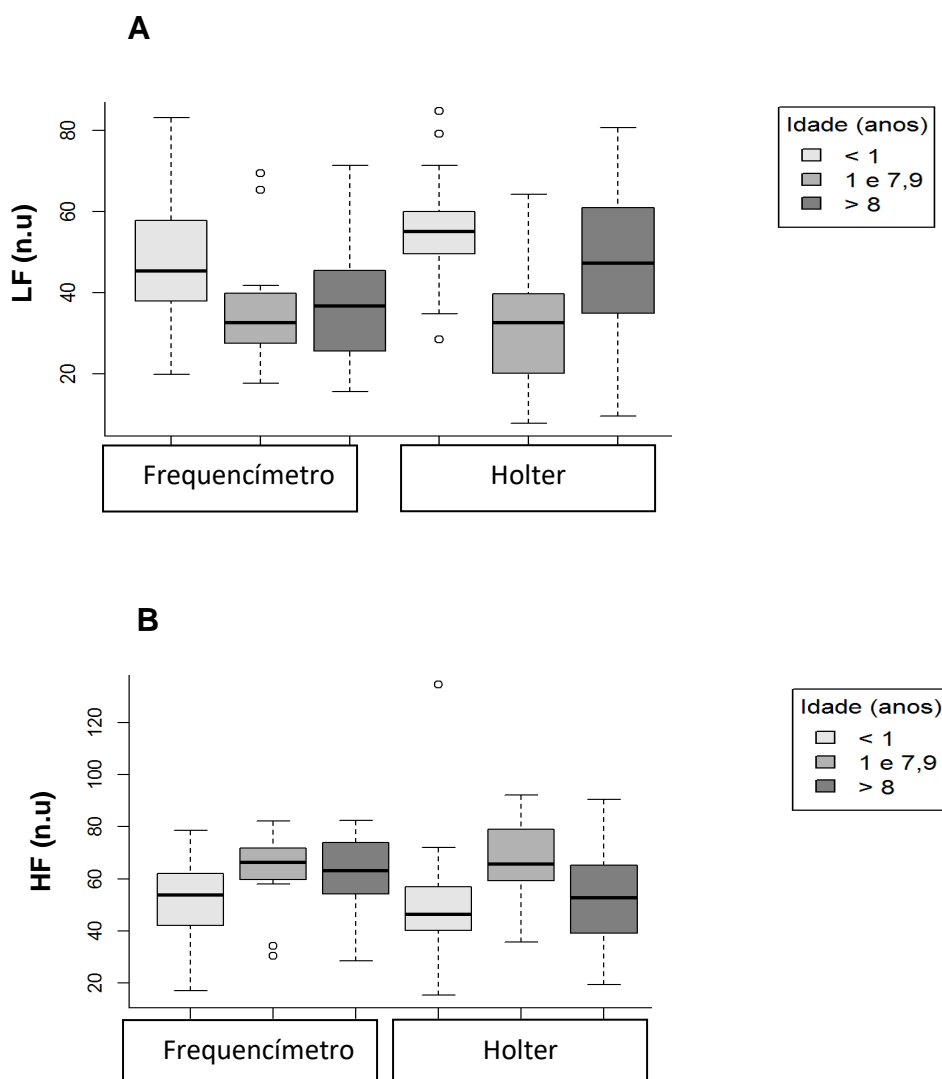 A
LF (n.u)
80
60
40
20
Idade (anos)
< 1
1 e 7,9
> 8
Frequencímetro
Holter
B
HF (n.u)
120
100
80
60
40
20
Idade (anos)
< 1
1 e 7,9
> 8
Frequencímetro
Holter